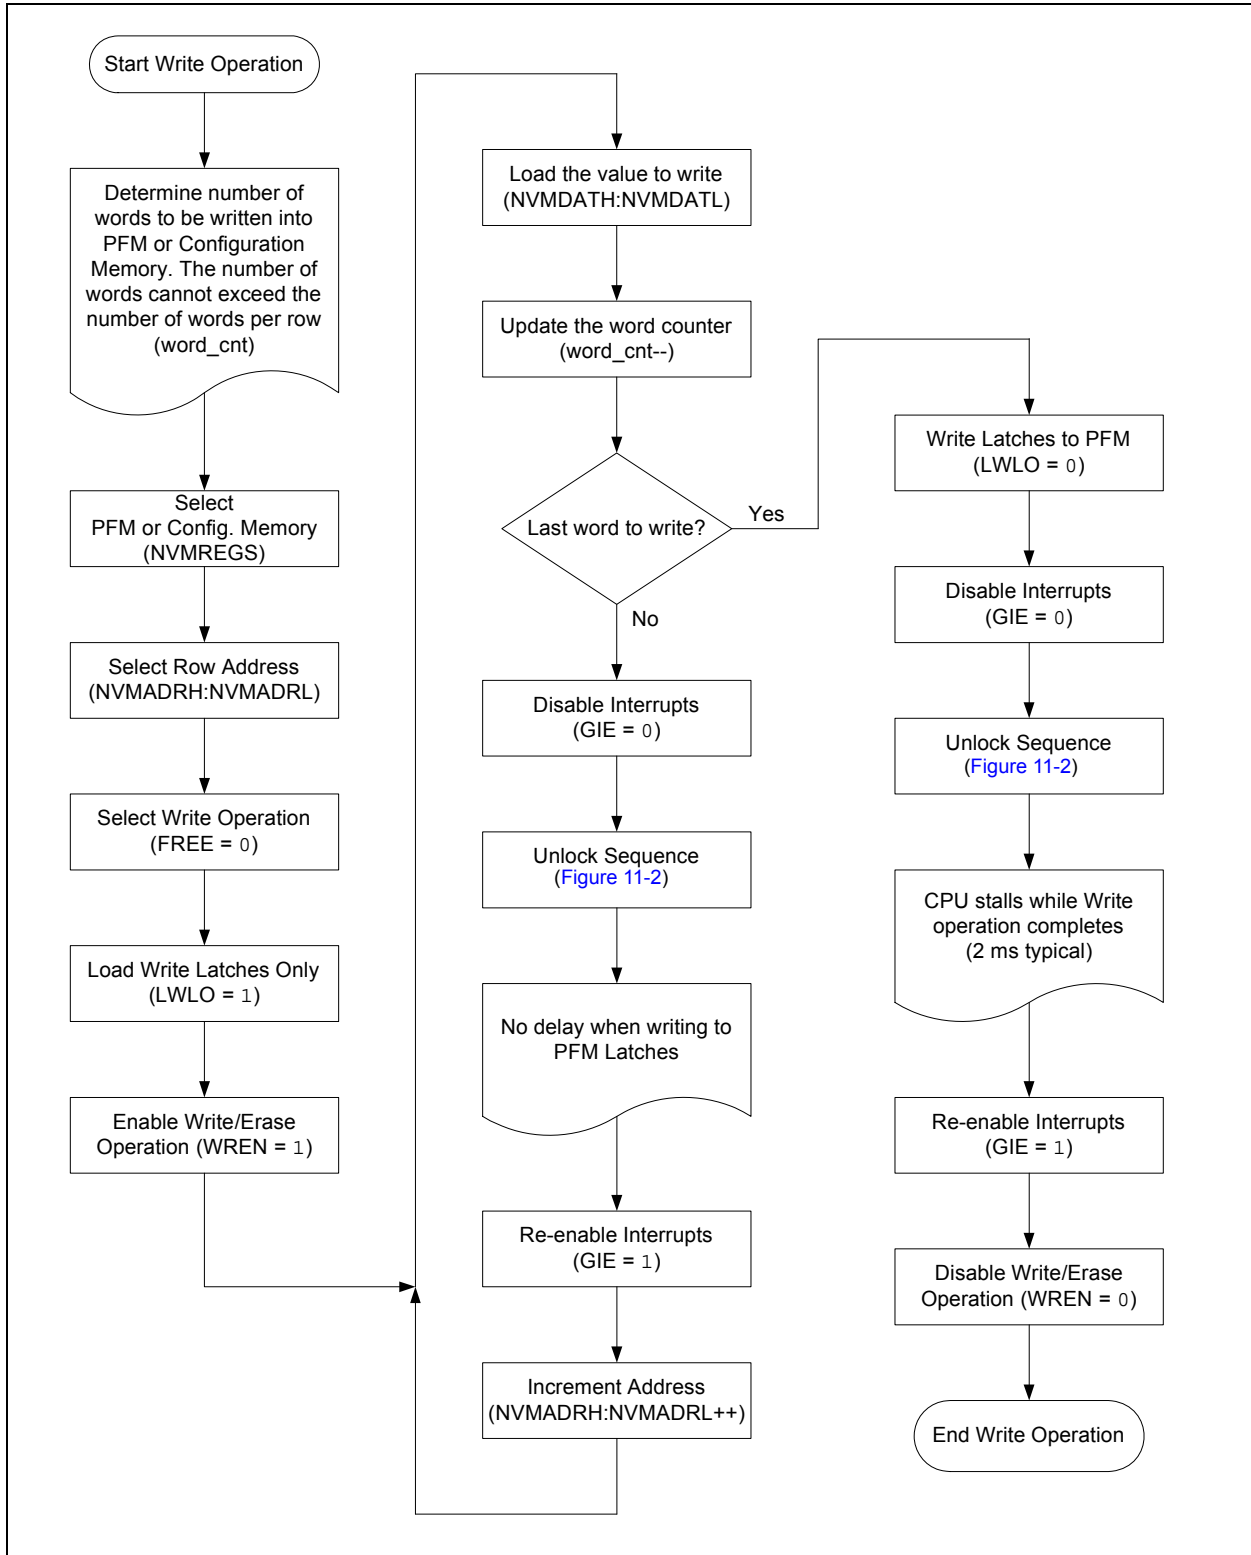 Start Write Operation
Determine number of
words to be written into
PFM or Configuration
Memory. The number of
words cannot exceed the
number of words per row
(word_cnt)
Select
PFM or Config. Memory
(NVMREGS)
Select Row Address
(NVMADRH:NVMADRL)
Select Write Operation
(FREE = 0)
Load Write Latches Only
(LWLO = 1)
Enable Write/Erase
Operation (WREN = 1)
Load the value to write
(NVMDATH:NVMDATL)
Update the word counter
(word_cnt--)
Last word to write?
Yes
No
Disable Interrupts
(GIE = 0)
Unlock Sequence
(Figure 11-2)
No delay when writing to
PFM Latches
Re-enable Interrupts
(GIE = 1)
Increment Address
(NVMADRH:NVMADRL++)
Write Latches to PFM
(LWLO = 0)
Disable Interrupts
(GIE = 0)
Unlock Sequence
(Figure 11-2)
CPU stalls while Write
operation completes
(2 ms typical)
Re-enable Interrupts
(GIE = 1)
Disable Write/Erase
Operation (WREN = 0)
End Write Operation